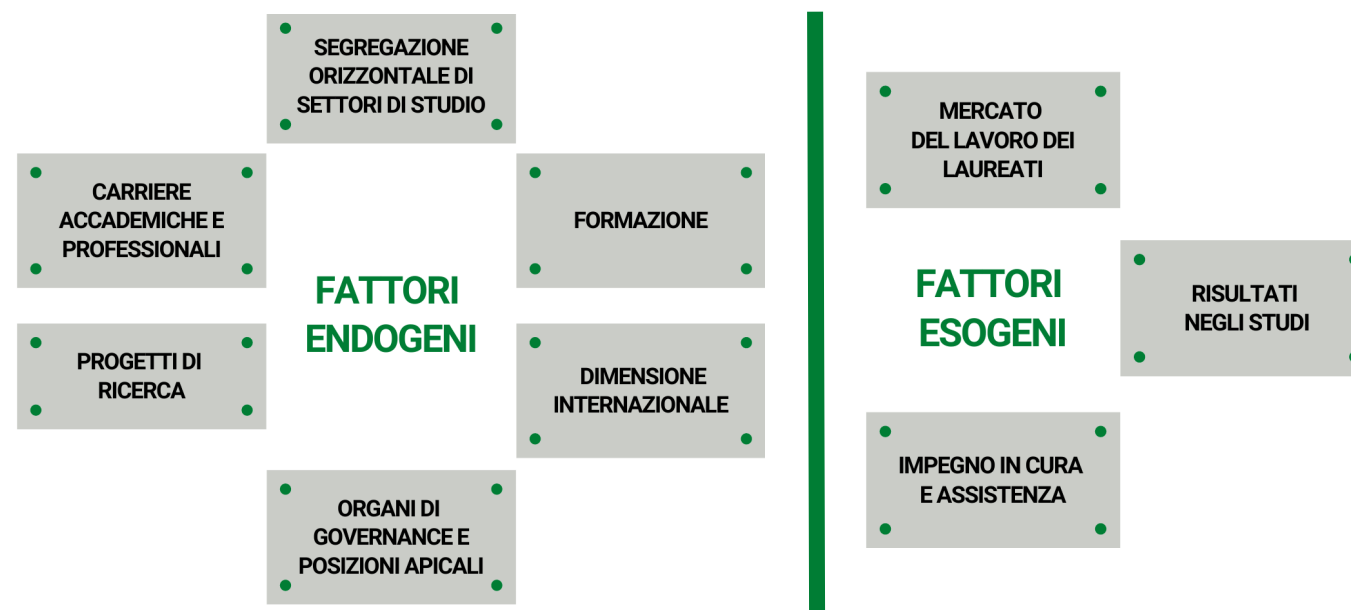 SEGREGAZIONE
ORIZZONTALE DI
SETTORI DI STUDIO
CARRIERE
ACCADEMICHE E
PROFESSIONALI
FORMAZIONE
FATTORI
ENDOGENI
PROGETTI DI
RICERCA
DIMENSIONE
INTERNAZIONALE
ORGANI DI
GOVERNANCE E
POSIZIONI APICALI
MERCATO
DEL LAVORO DEI
LAUREATI
FATTORI
ESOGENI
RISULTATI
NEGLI STUDI
IMPEGNO IN CURA
E ASSISTENZA